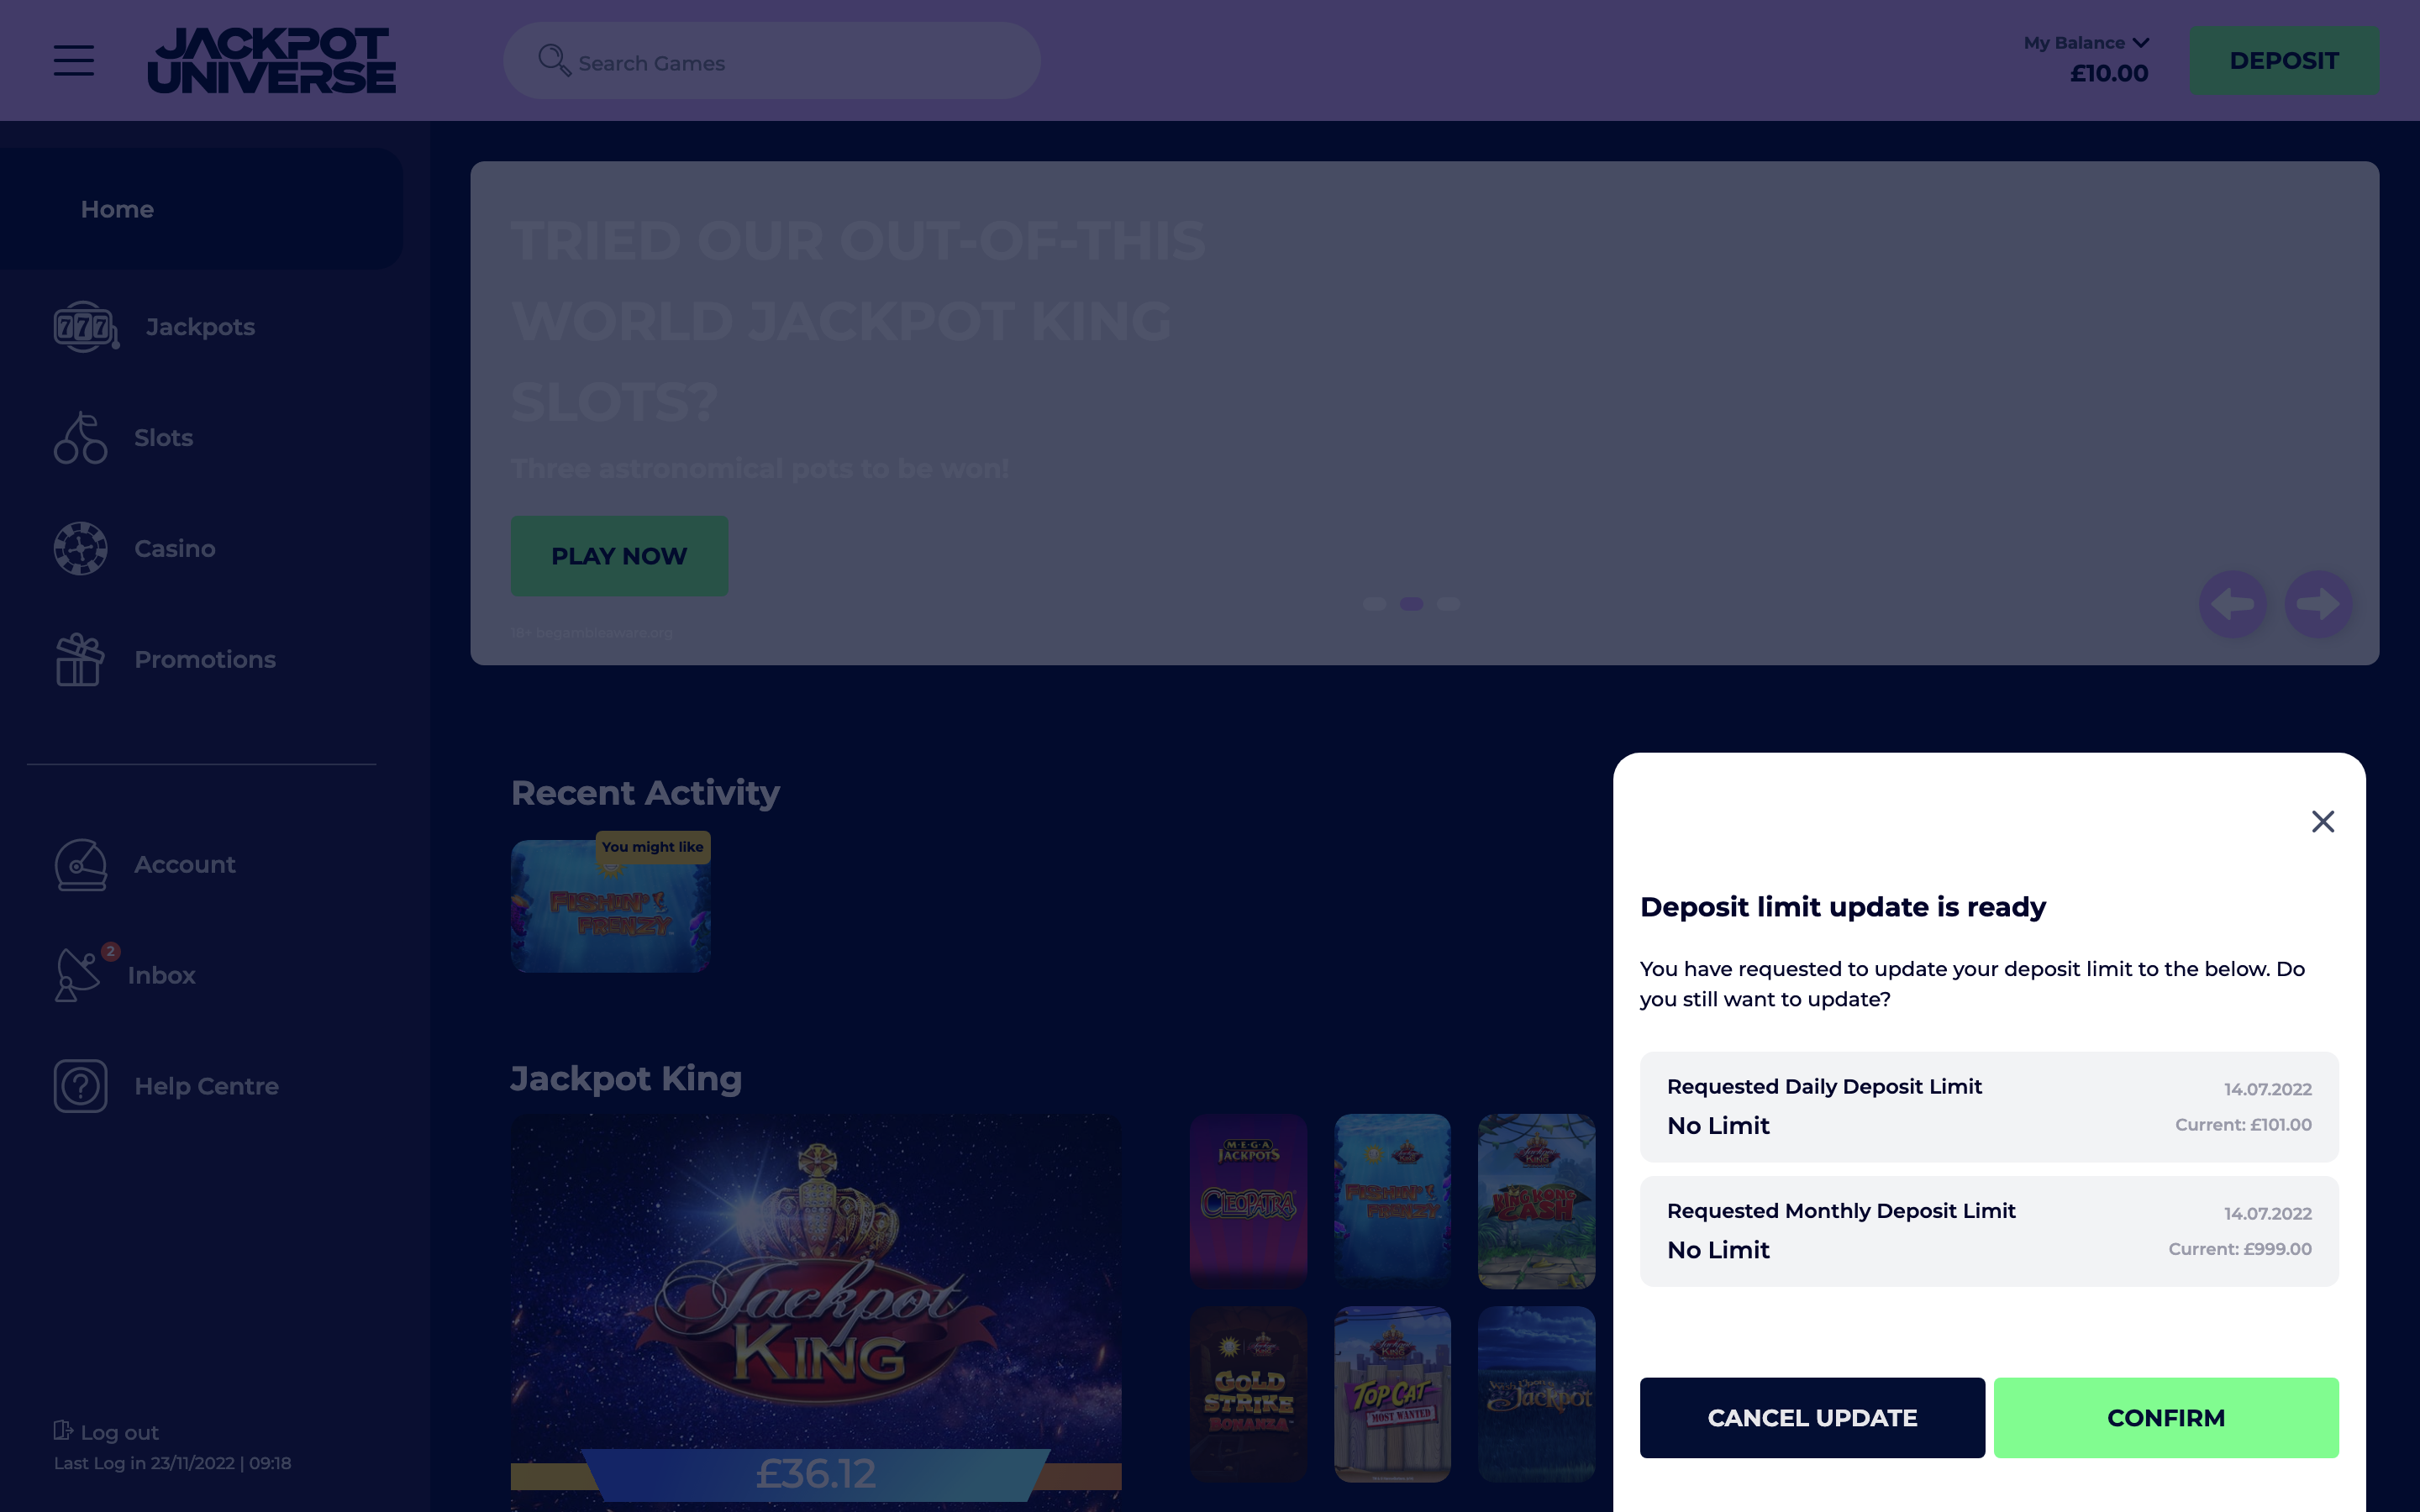 JACKPOT
UNIVERSE
Search Games
My Balance
£10.00
DEPOSIT
Home
777
Jackpots
Slots
Casino
Promotions
Account
2
Inbox
Help Centre
Log out
Last Log in 23/11/2022 | 09:18
TRIED OUR OUT-OF-THIS
WORLD JACKPOT KING
SLOTS?
Three astronomical pots to be won!
PLAY NOW
18+ begambleaware.org
Recent Activity
You might like
FISHIN'
FRENZY
Jackpot King
Jackpot
KING
£36.12
MEGA
JACKPOTS
CLEOPATRA
FISHIN'
FRENZY
KING KONG
CASH
GOLD
STRIKE
BONANZA
TOP CAT
MOST WANTED
Jackpot
Deposit limit update is ready
You have requested to update your deposit limit to the below. Do
you still want to update?
Requested Daily Deposit Limit
14.07.2022
No Limit
Current: £101.00
Requested Monthly Deposit Limit
14.07.2022
No Limit
Current: £999.00
CANCEL UPDATE
CONFIRM